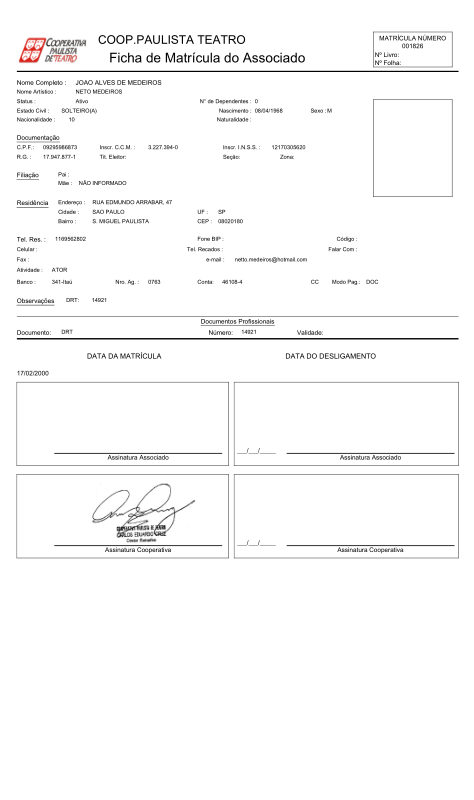 COOPERATIVA PAULISTA DE TEATRO
COOP.PAULISTA TEATRO
Ficha de Matrícula do Associado
MATRÍCULA NÚMERO
001826
Nº Livro:
Nº Folha:
Nome Completo : JOAO ALVES DE MEDEIROS
Nome Artístico : NETO MEDEIROS
Status : Ativo N° de Dependentes : 0
Estado Civil : SOLTEIRO(A) Nascimento : 08/04/1968 Sexo : M
Nacionalidade : 10 Naturalidade :
Documentação
C.P.F.: 09295986873 Inscr. C.C.M. : 3.227.394-0 Inscr. I.N.S.S. : 12170305620
R.G. : 17.947.877-1 Tít. Eleitor: Seção: Zona:
Filiação Pai :
Mãe : NÃO INFORMADO
Residência Endereço : RUA EDMUNDO ARRABAR, 47
Cidade : SAO PAULO UF : SP
Bairro : S. MIGUEL PAULISTA CEP : 08020180
Tel. Res. : 1169562802 Fone BIP : Código :
Celular : Tel. Recados : Falar Com :
Fax : e-mail : netto.medeiros@hotmail.com
Atividade : ATOR
Banco : 341-Itaú Nro. Ag. : 0763 Conta: 46108-4 CC Modo Pag.: DOC
Observações DRT: 14921
Documentos Profissionais
Documento: DRT Número: 14921 Validade:
DATA DA MATRÍCULA DATA DO DESLIGAMENTO
17/02/2000
Assinatura Associado
__/__/____ Assinatura Associado
COOPERATIVA PAULISTA DE TEATRO
CARLOS EDUARDO
Assinatura Cooperativa
__/__/____ Assinatura Cooperativa